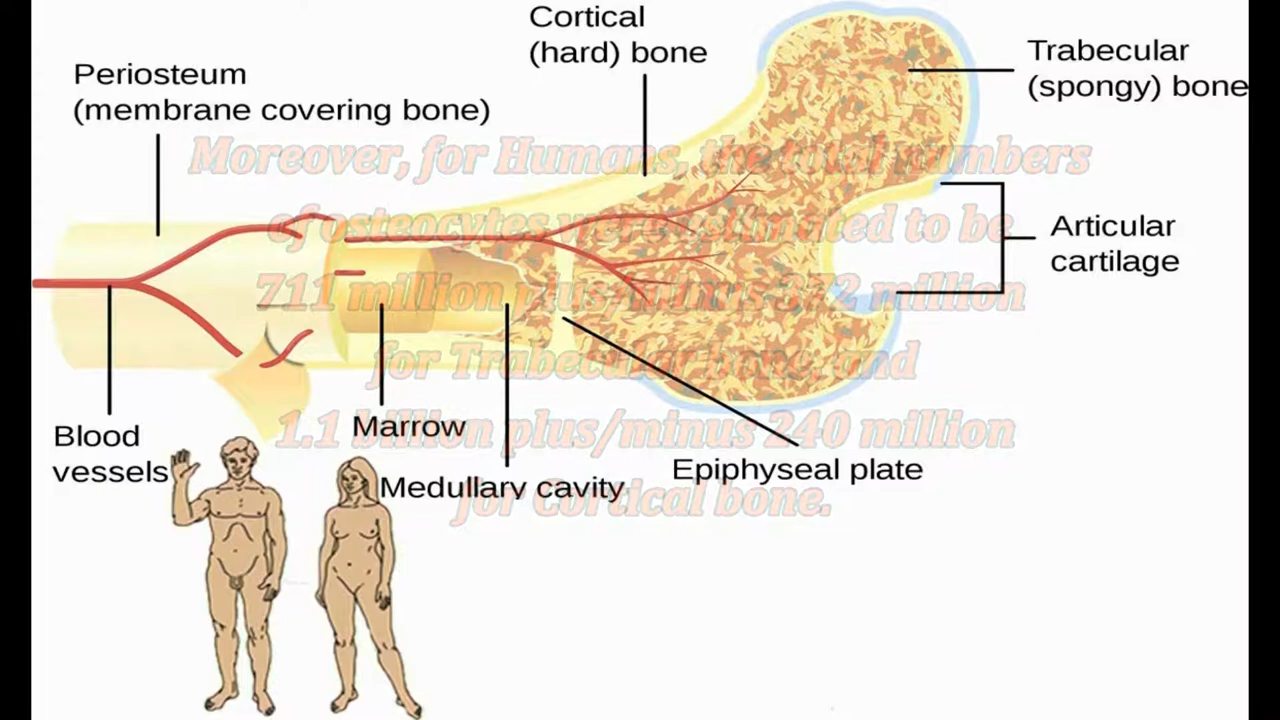 Cortical
(hard) bone
Trabecular
(spongy) bone
Periosteum
(membrane covering bone)
Moreover, for Humans, the total numbers
of osteocytes were estimated to be
711 million plus/minus 372 million
for Trabecular bone, and
1.1 billion plus/minus 240 million
for Cortical bone.
Articular
cartilage
Blood
vessels
Marrow
Medullary cavity
Epiphyseal plate